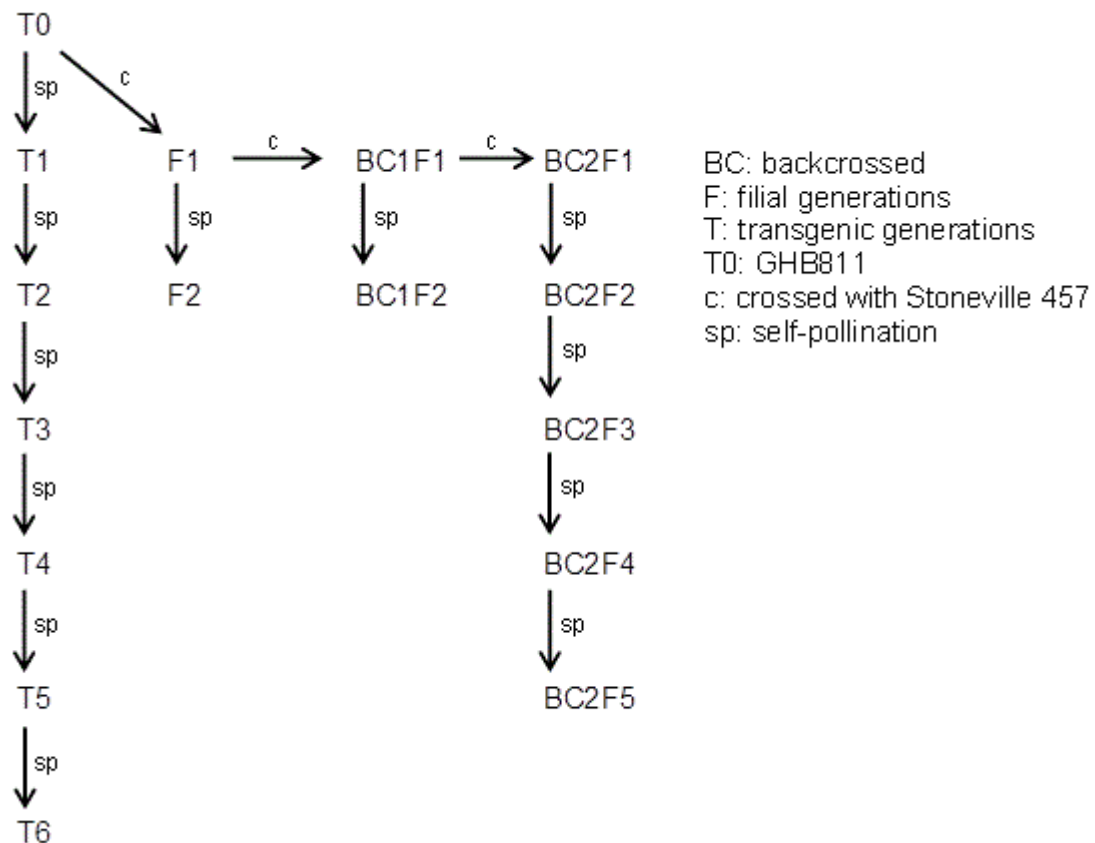 T0
sp
c
T1
F1
c
BC1F1
c
BC2F1
sp
sp
sp
sp
T2
F2
BC1F2
BC2F2
sp
sp
T3
BC2F3
sp
sp
T4
BC2F4
sp
sp
T5
BC2F5
sp
T6
BC: backcrossed
F: filial generations
T: transgenic generations
T0: GHB811
c: crossed with Stoneville 457
sp: self-pollination